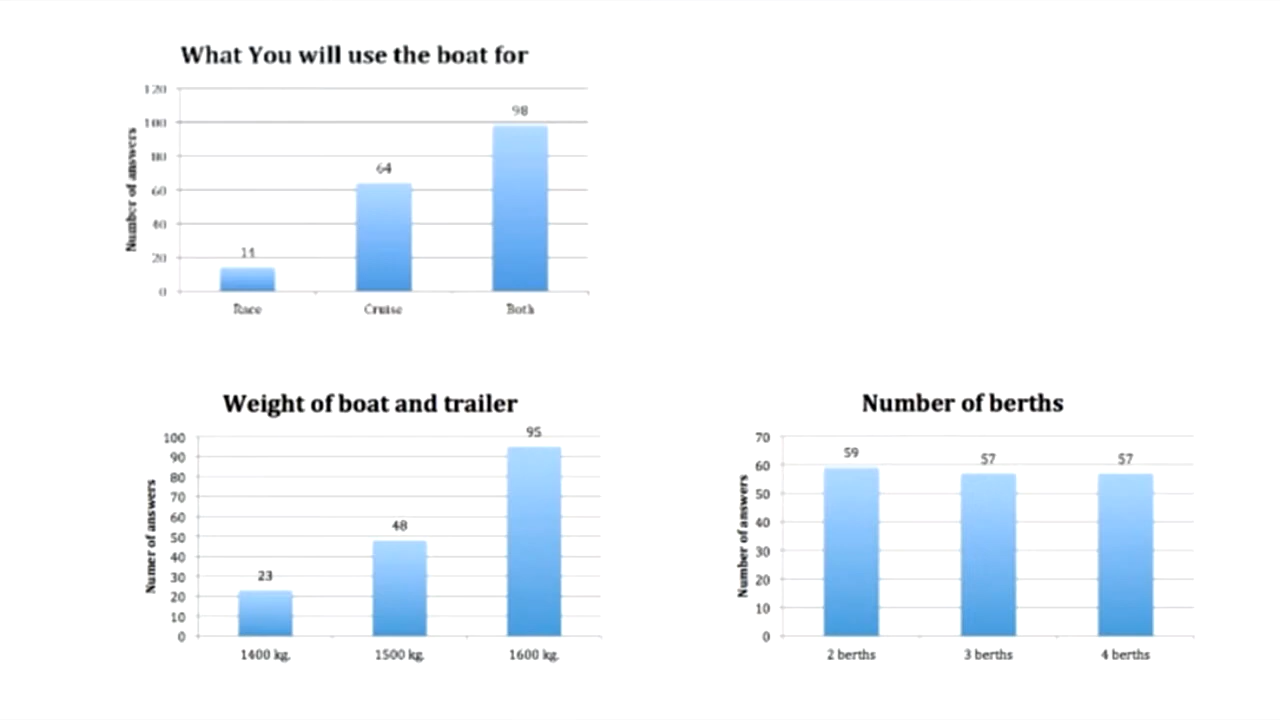 What You will use the boat for
Number of answers
120
100
80
60
40
20
0
14
64
98
Race
Cruise
Both
Weight of boat and trailer
Numer of answers
100
90
80
70
60
50
40
30
20
10
0
23
48
95
1400 kg.
1500 kg.
1600 kg.
Number of berths
Number of answers
70
60
50
40
30
20
10
0
59
57
57
2 berths
3 berths
4 berths